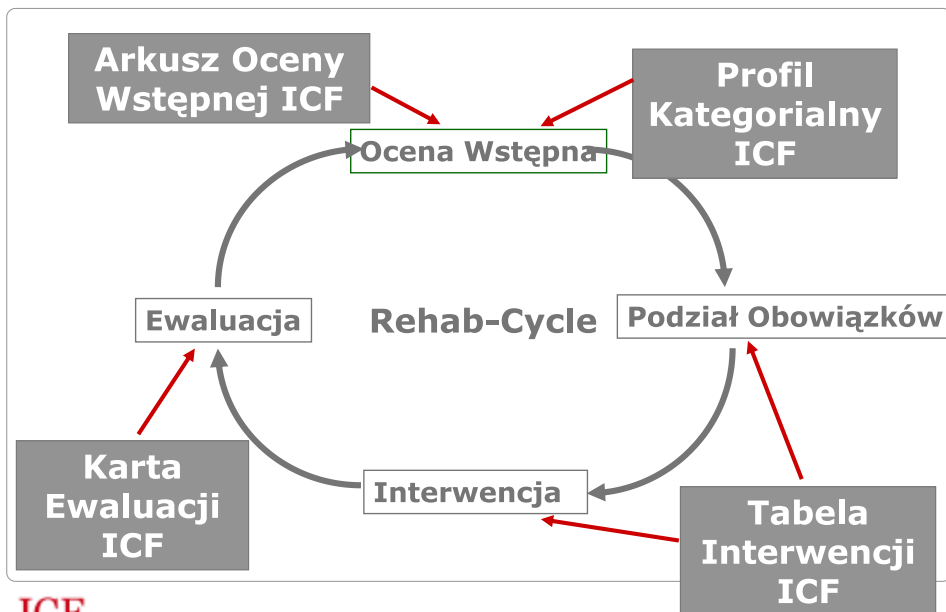 Arkusz Oceny
Wstępnej ICF
Profil
Kategorialny
ICF
Ocena Wstępna
Ewaluacja
Rehab-Cycle
Podział Obowiązków
Karta
Ewaluacji
ICF
Interwencja
Tabela
Interwencji
ICF
ICF